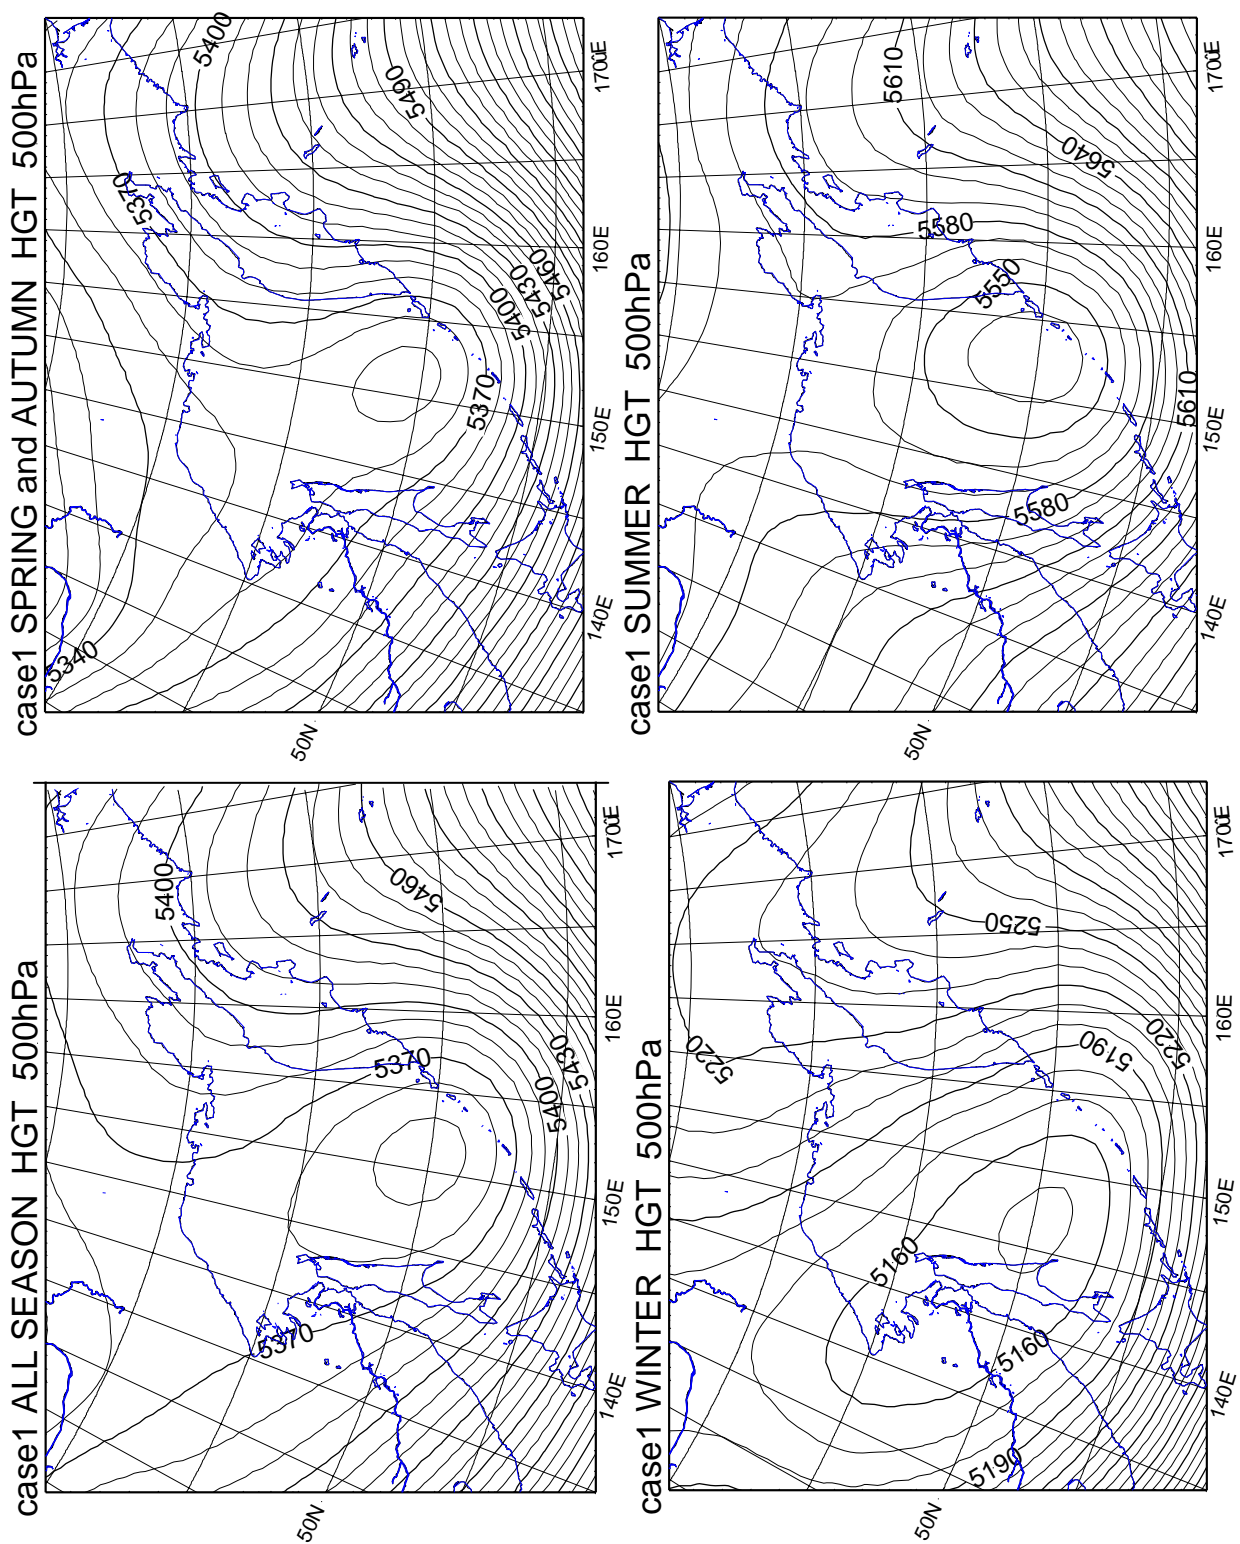 case1 ALL SEASON HGT 500hPa
5400
5370
5370
5460
5400
5430
50N
140E
150E
160E
170E
case1 SPRING and AUTUMN HGT 500hPa
5340
5370
5400
5490
5370
5400
5430
5460
50N
140E
150E
160E
170E
case1 WINTER HGT 500hPa
5220
5160
5250
5160
5190
5190
5220
50N
140E
150E
160E
170E
case1 SUMMER HGT 500hPa
5610
5580
5550
5580
5640
5610
50N
140E
150E
160E
170E